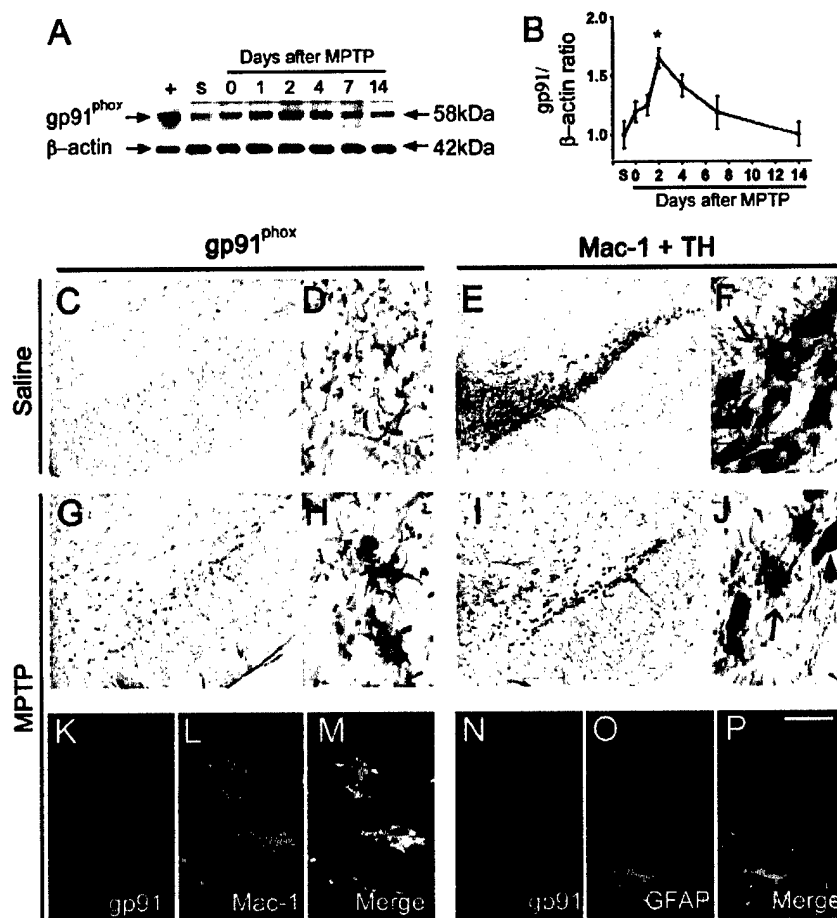 A
Days after MPTP
+ S 0 1 2 4 7 14
gp91phox 58kDa
β–actin 42kDa
B
gp91/
β–actin ratio
2.0
*
1.5
1.0
S 0 2 4 6 8 10 12 14
Days after MPTP
gp91phox
Mac-1 + TH
Saline
C D E F
MPTP
G H I J
K L M N O P
gp91 Mac-1 Merge gp91 GFAP Merge